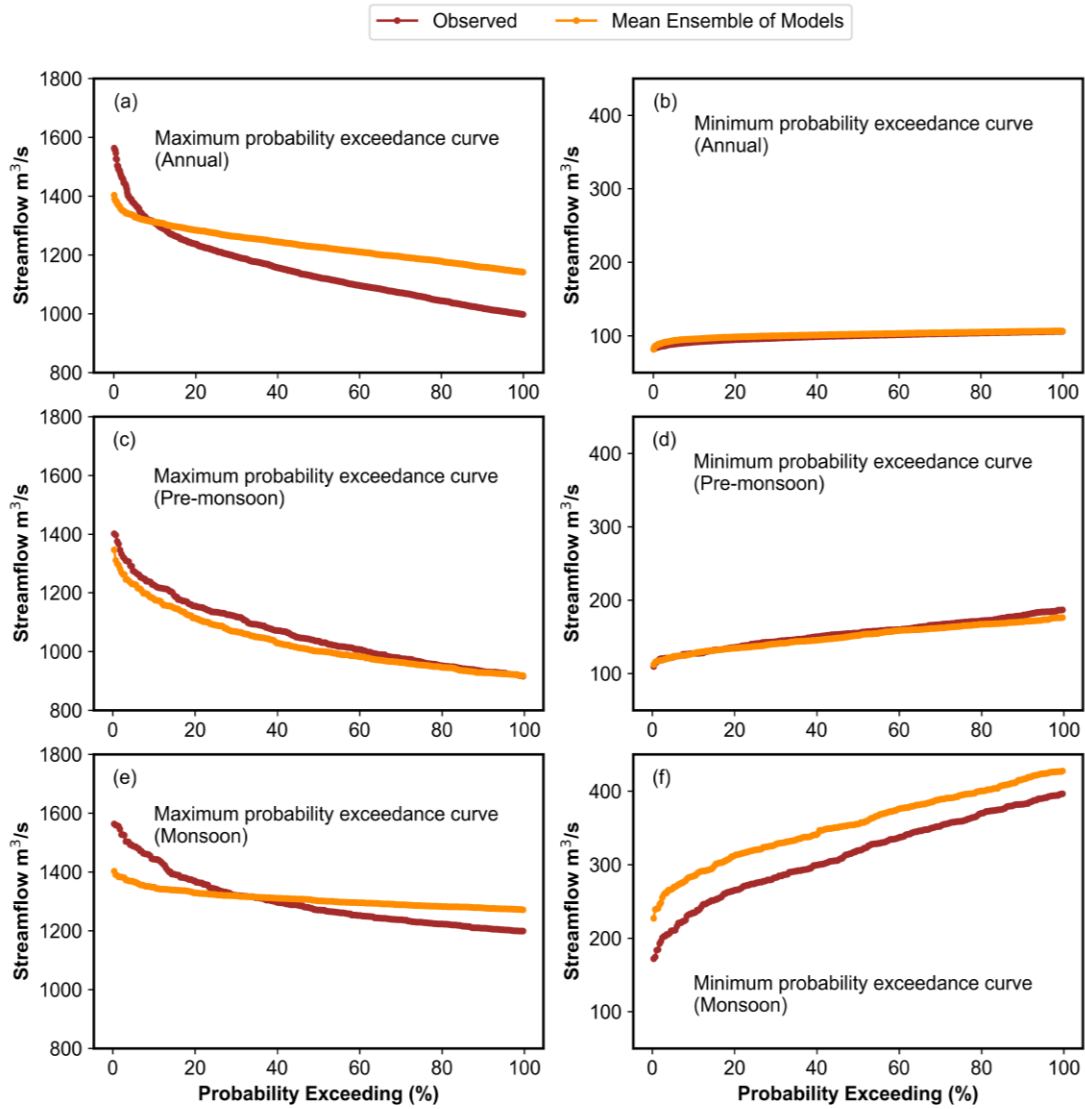 Observed
Mean Ensemble of Models
(a)
Maximum probability exceedance curve
(Annual)
Streamflow m³/s
1800
1600
1400
1200
1000
800
0 20 40 60 80 100
(b)
Minimum probability exceedance curve
(Annual)
Streamflow m³/s
400
300
200
100
0 20 40 60 80 100
(c)
Maximum probability exceedance curve
(Pre-monsoon)
Streamflow m³/s
1800
1600
1400
1200
1000
800
0 20 40 60 80 100
(d)
Minimum probability exceedance curve
(Pre-monsoon)
Streamflow m³/s
400
300
200
100
0 20 40 60 80 100
(e)
Maximum probability exceedance curve
(Monsoon)
Streamflow m³/s
1800
1600
1400
1200
1000
800
0 20 40 60 80 100
Probability Exceeding (%)
(f)
Minimum probability exceedance curve
(Monsoon)
Streamflow m³/s
400
300
200
100
0 20 40 60 80 100
Probability Exceeding (%)